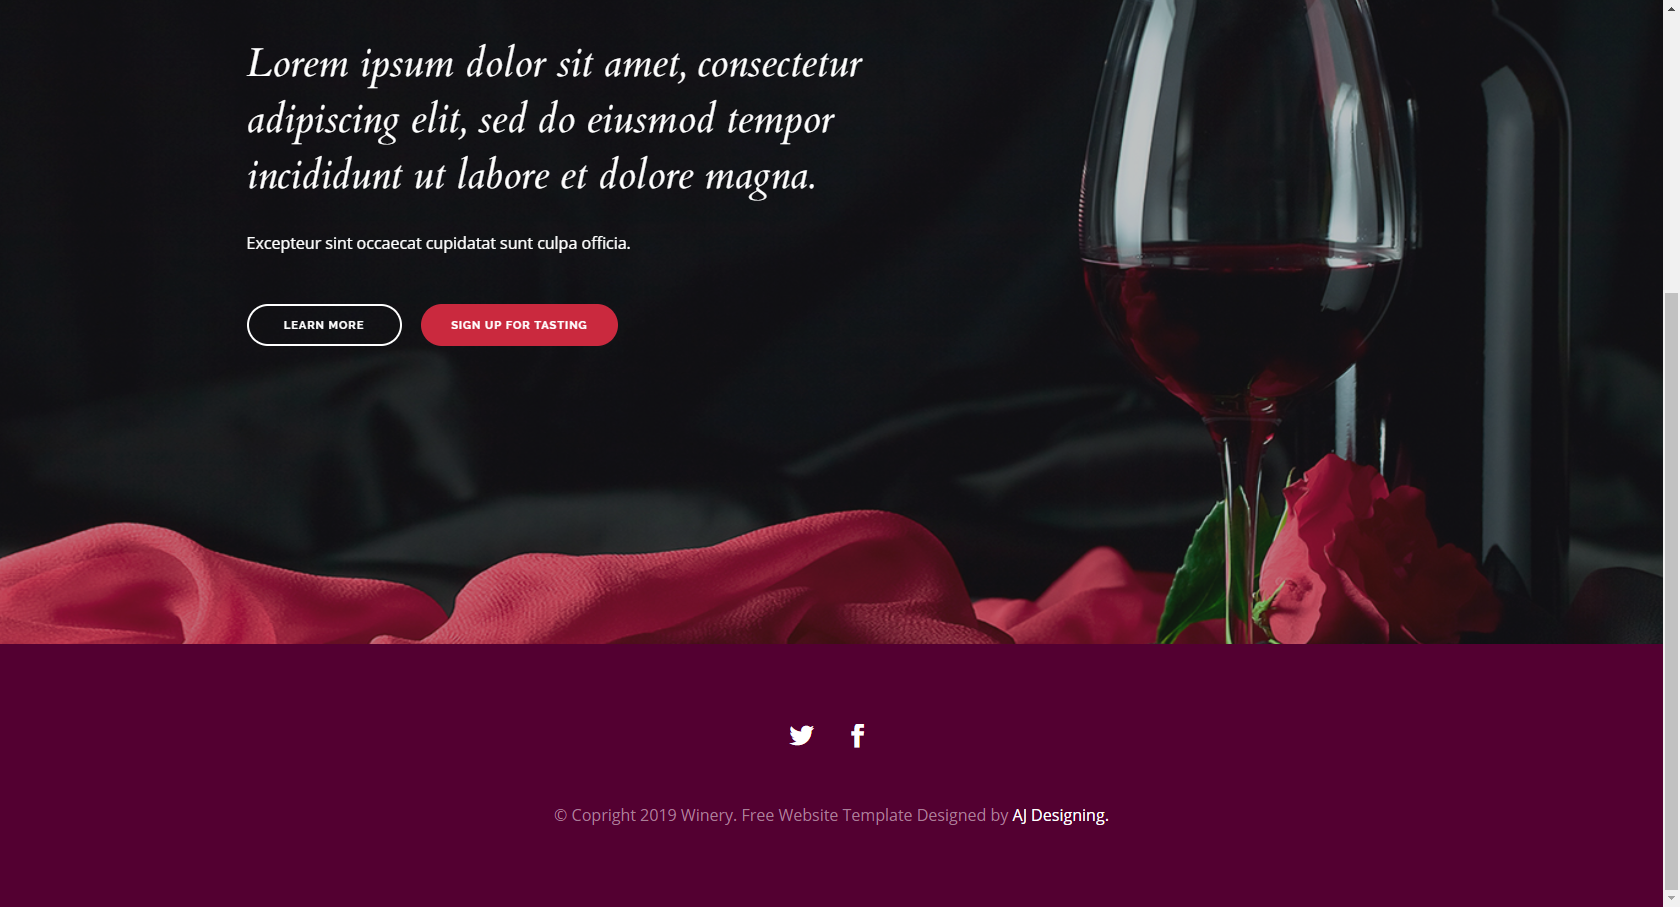 Lorem ipsum dolor sit amet, consectetur
adipiscing elit, sed do eiusmod tempor
incididunt ut labore et dolore magna.
Excepteur sint occaecat cupidatat sunt culpa officia.
LEARN MORE
SIGN UP FOR TASTING
© Copright 2019 Winery. Free Website Template Designed by AJ Designing.